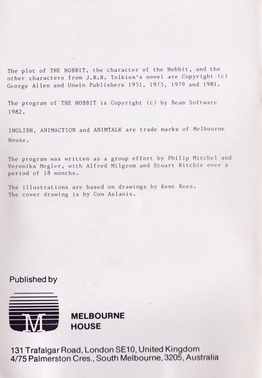 The plot of THE HOBBIT, the character of the Hobbit, and the
other characters from J.R.R. Tolkien's novel are Copyright (c)
George Allen and Unwin Publishers 1951, 1975, 1979 and 1981.
The program of THE HOBBIT is Copyright (c) by Beam Software
1982.
INGLISH, ANIMACTION and ANIMTALK are trade marks of Melbourne
House.
The program was written as a group effort by Philip Mitchel and
Veronika Megler, with Alfred Milgrom and Stuart Ritchie over a
period of 18 months.
The illustrations are based on drawings by Kent Rees.
The cover drawing is by Con Aslanis.
Published by
M
MELBOURNE
HOUSE
131 Trafalgar Road, London SE10, United Kingdom
4/75 Palmerston Cres., South Melbourne, 3205, Australia